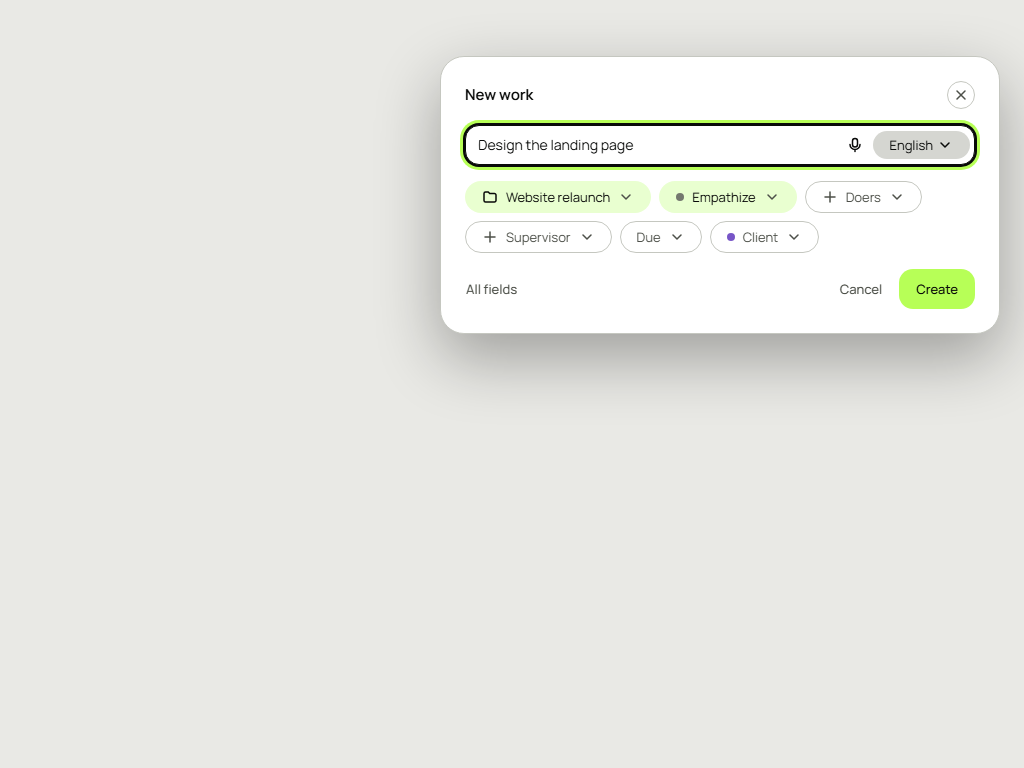 New work
Design the landing page English
Website relaunch Empathize Doers
Supervisor Due Client
All fields Cancel Create